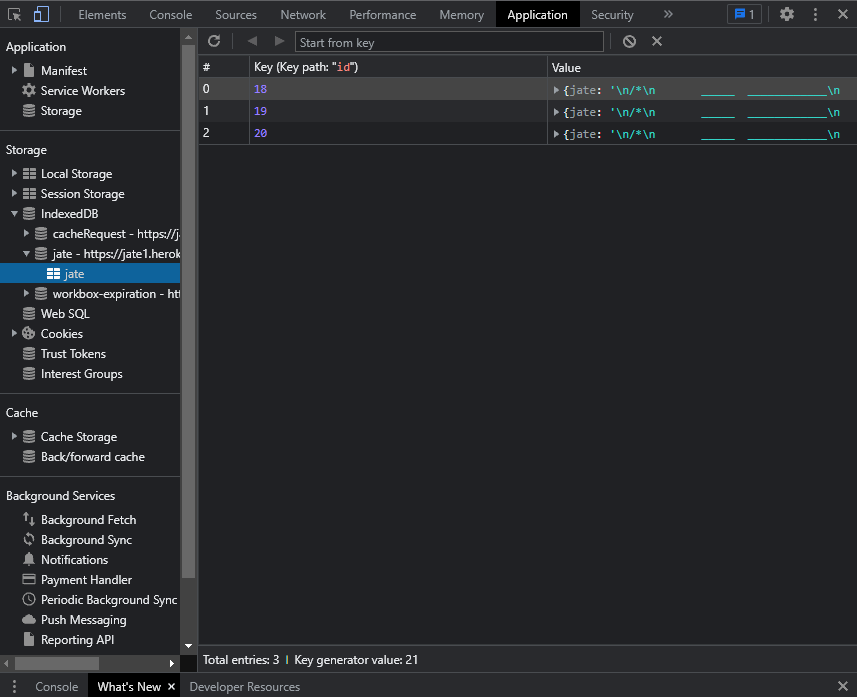 Elements Console Sources Network Performance Memory Application Security » 1
Application
Manifest
Service Workers
Storage
Storage
Local Storage
Session Storage
IndexedDB
cacheRequest - https://j
jate - https://jate1.herok
jate
workbox-expiration - htt
Web SQL
Cookies
Trust Tokens
Interest Groups
Cache
Cache Storage
Back/forward cache
Background Services
Background Fetch
Background Sync
Notifications
Payment Handler
Periodic Background Sync
Push Messaging
Reporting API
Start from key
# Key (Key path: "id") Value
0 18 {jate: '\n/*\n _____ ____________\n
1 19 {jate: '\n/*\n _____ ____________\n
2 20 {jate: '\n/*\n _____ ____________\n
Total entries: 3 Key generator value: 21
Console What's New Developer Resources